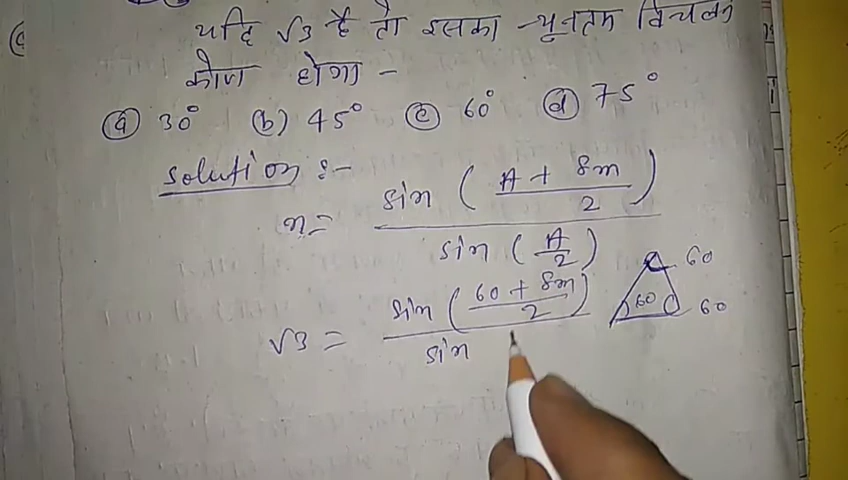 यदि √3 है तो इसका न्यूनतम विचलन
कोण होगा -
(a) 30° (b) 45° (c) 60° (d) 75°
Solution :-
n = sin ( A + δm / 2 ) / sin ( A / 2 )
√3 = sin ( 60 + δm / 2 ) / sin
60
60
60